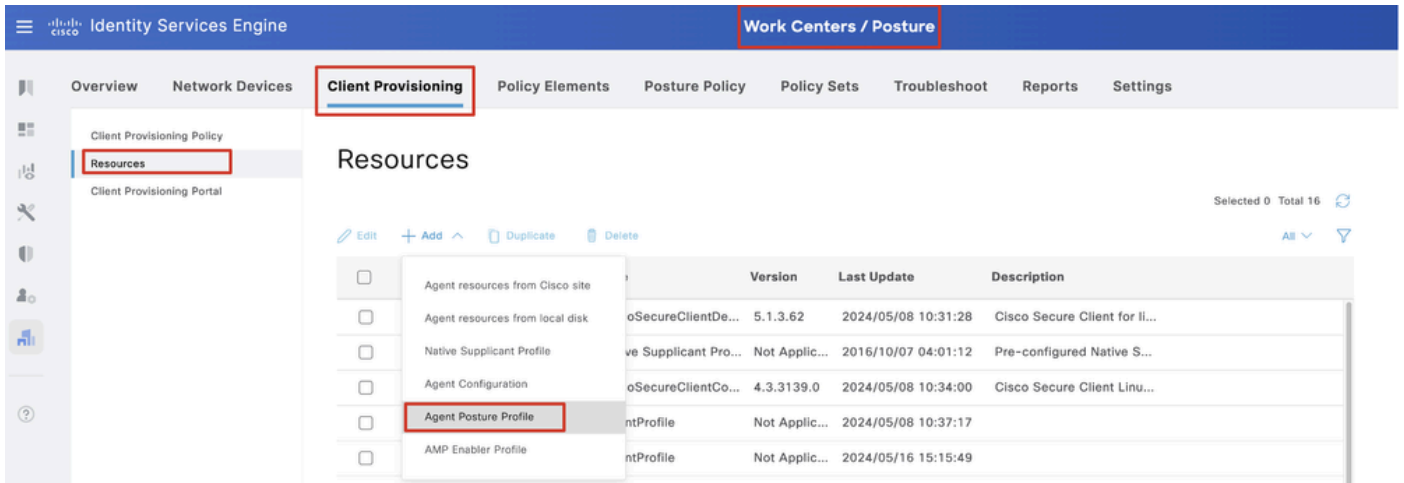 cisco Identity Services Engine
Work Centers / Posture
Overview Network Devices Client Provisioning Policy Elements Posture Policy Policy Sets Troubleshoot Reports Settings
Client Provisioning Policy
Resources
Client Provisioning Portal
Resources
Selected 0 Total 16
Edit Add Duplicate Delete All
Version Last Update Description
Agent resources from Cisco site
Agent resources from local disk
Native Supplicant Profile
Agent Configuration
Agent Posture Profile
AMP Enabler Profile
oSecureClientDe... 5.1.3.62 2024/05/08 10:31:28 Cisco Secure Client for li...
ve Supplicant Pro... Not Applic... 2016/10/07 04:01:12 Pre-configured Native S...
oSecureClientCo... 4.3.3139.0 2024/05/08 10:34:00 Cisco Secure Client Linu...
ntProfile Not Applic... 2024/05/08 10:37:17
ntProfile Not Applic... 2024/05/16 15:15:49